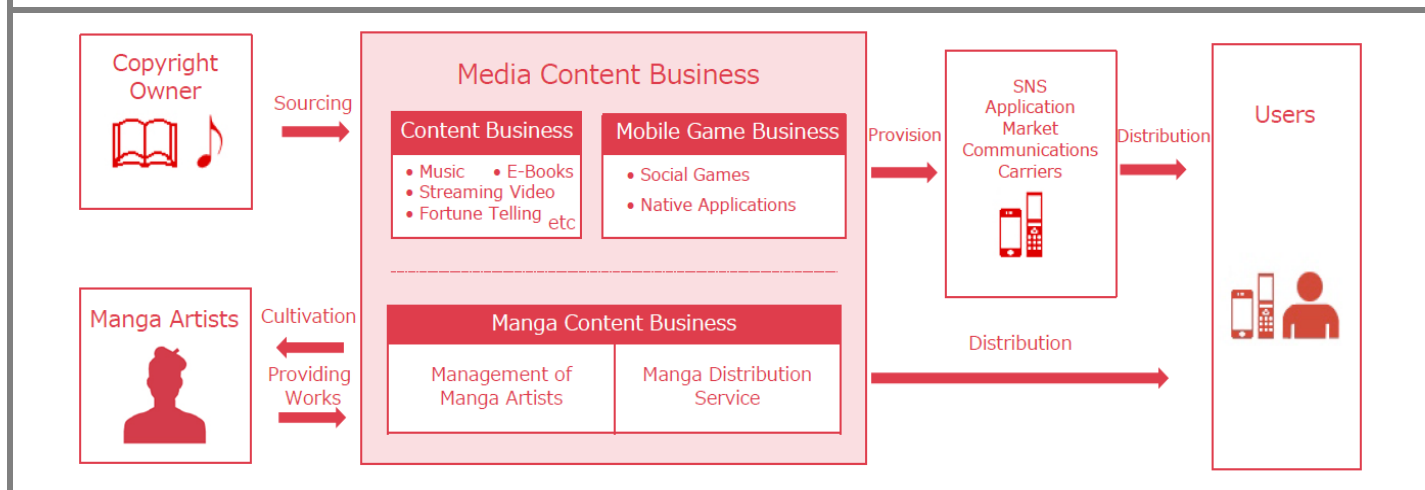 Copyright
Owner
Sourcing
Media Content Business
Content Business
• Music • E-Books
• Streaming Video
• Fortune Telling etc
Mobile Game Business
• Social Games
• Native Applications
Provision
SNS
Application
Market
Communications
Carriers
Distribution
Users
Manga Artists
Cultivation
Providing
Works
Manga Content Business
Management of
Manga Artists
Manga Distribution
Service
Distribution